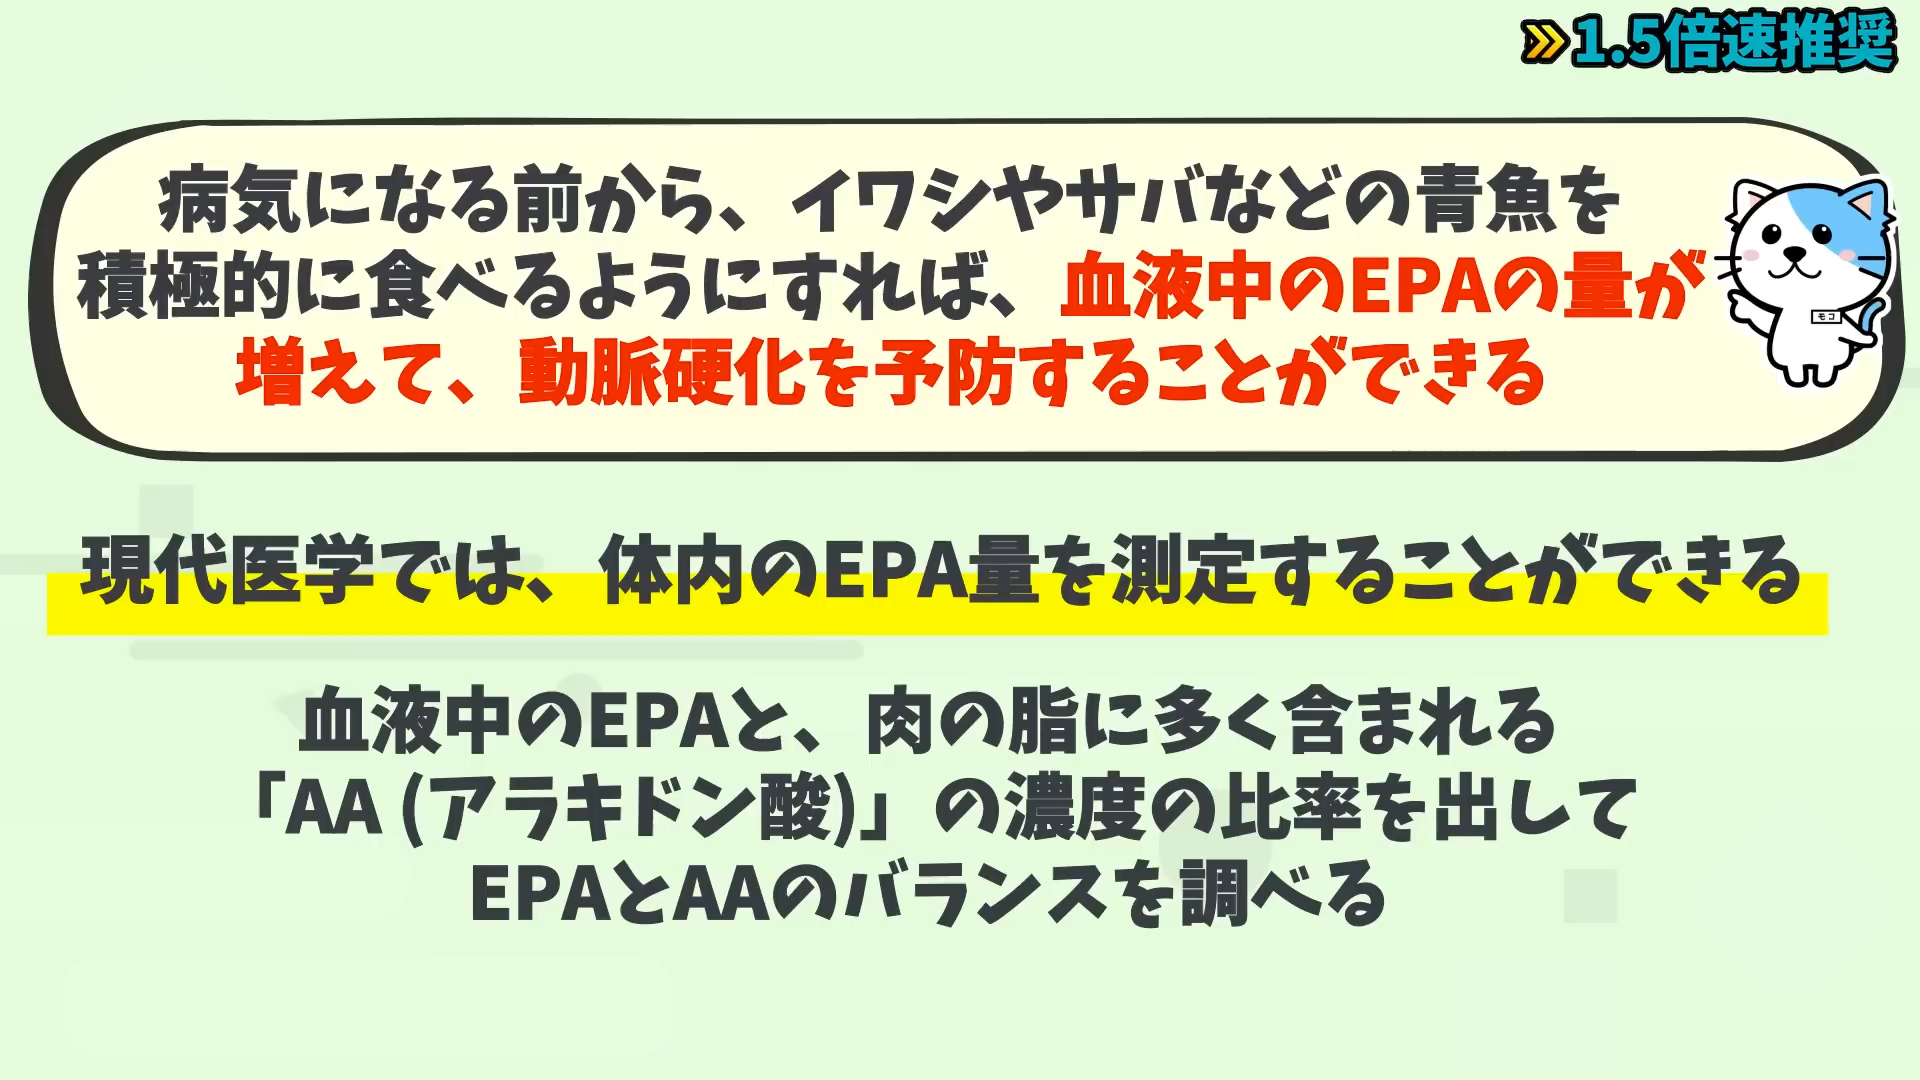 1.5倍速推奨
病気になる前から、イワシやサバなどの青魚を
積極的に食べるようにすれば、血液中のEPAの量が
増えて、動脈硬化を予防することができる
モコ
現代医学では、体内のEPA量を測定することができる
血液中のEPAと、肉の脂に多く含まれる
「AA (アラキドン酸)」の濃度の比率を出して
EPAとAAのバランスを調べる